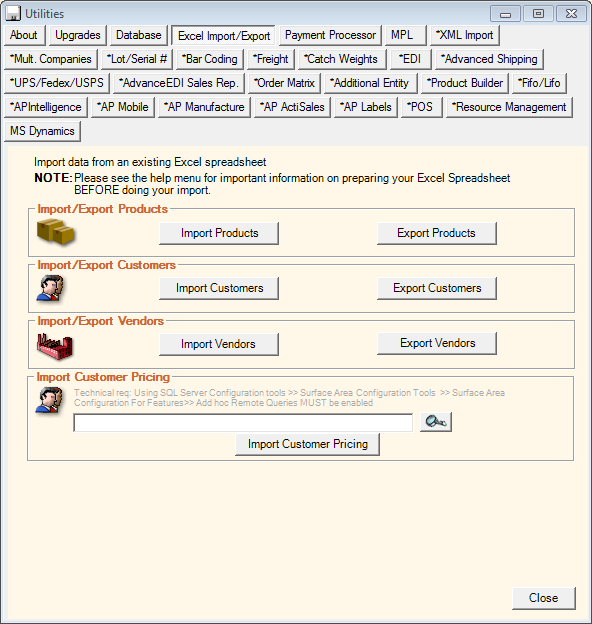 Utilities
About Upgrades Database Excel Import/Export Payment Processor MPL *XML Import
*Mult. Companies *Lot/Serial # *Bar Coding *Freight *Catch Weights *EDI *Advanced Shipping
*UPS/Fedex/USPS *AdvanceEDI Sales Rep. *Order Matrix *Additional Entity *Product Builder *Fifo/Lifo
*APIntelligence *AP Mobile *AP Manufacture *AP ActiSales *AP Labels *POS *Resource Management
MS Dynamics
Import data from an existing Excel spreadsheet
NOTE: Please see the help menu for important information on preparing your Excel Spreadsheet
BEFORE doing your import.
Import/Export Products
Import Products Export Products
Import/Export Customers
Import Customers Export Customers
Import/Export Vendors
Import Vendors Export Vendors
Import Customer Pricing
Technical req: Using SQL Server Configuration tools >> Surface Area Configuration Tools >> Surface Area
Configuration For Features>> Add hoc Remote Queries MUST be enabled
Import Customer Pricing
Close